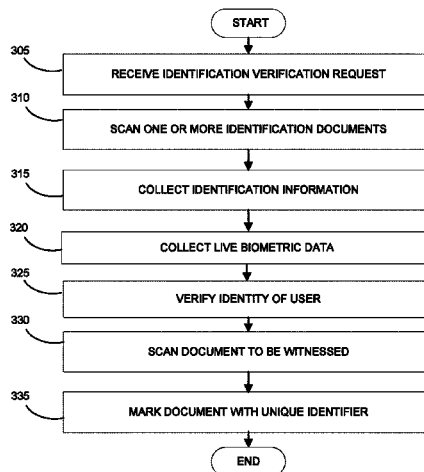 START
305
RECEIVE IDENTIFICATION VERIFICATION REQUEST
310
SCAN ONE OR MORE IDENTIFICATION DOCUMENTS
315
COLLECT IDENTIFICATION INFORMATION
320
COLLECT LIVE BIOMETRIC DATA
325
VERIFY IDENTITY OF USER
330
SCAN DOCUMENT TO BE WITNESSED
335
MARK DOCUMENT WITH UNIQUE IDENTIFIER
END